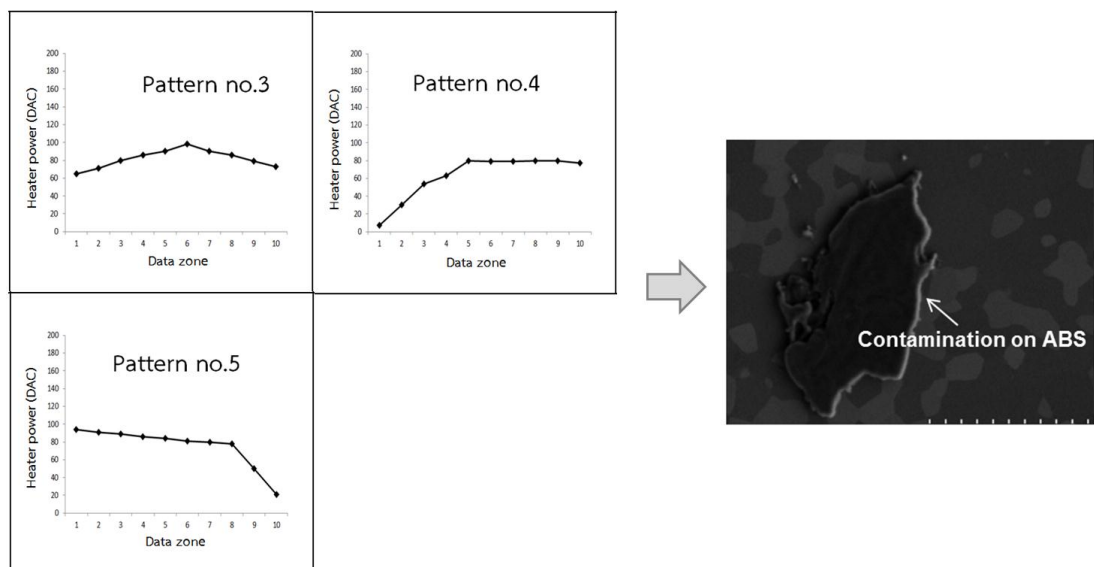 Pattern no.3
Heater power (DAC)
200
180
160
140
120
100
80
60
40
20
0
1 2 3 4 5 6 7 8 9 10
Data zone
Pattern no.4
Heater power (DAC)
200
180
160
140
120
100
80
60
40
20
0
1 2 3 4 5 6 7 8 9 10
Data zone
Pattern no.5
Heater power (DAC)
200
180
160
140
120
100
80
60
40
20
0
1 2 3 4 5 6 7 8 9 10
Data zone
Contamination on ABS